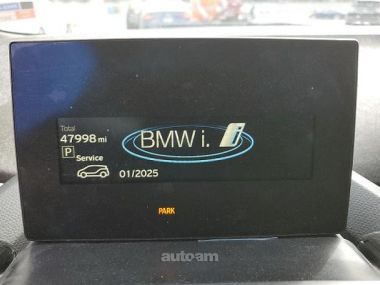 Total
47998 mi
BMW i. i
P
Service
01/2025
PARK
autoam